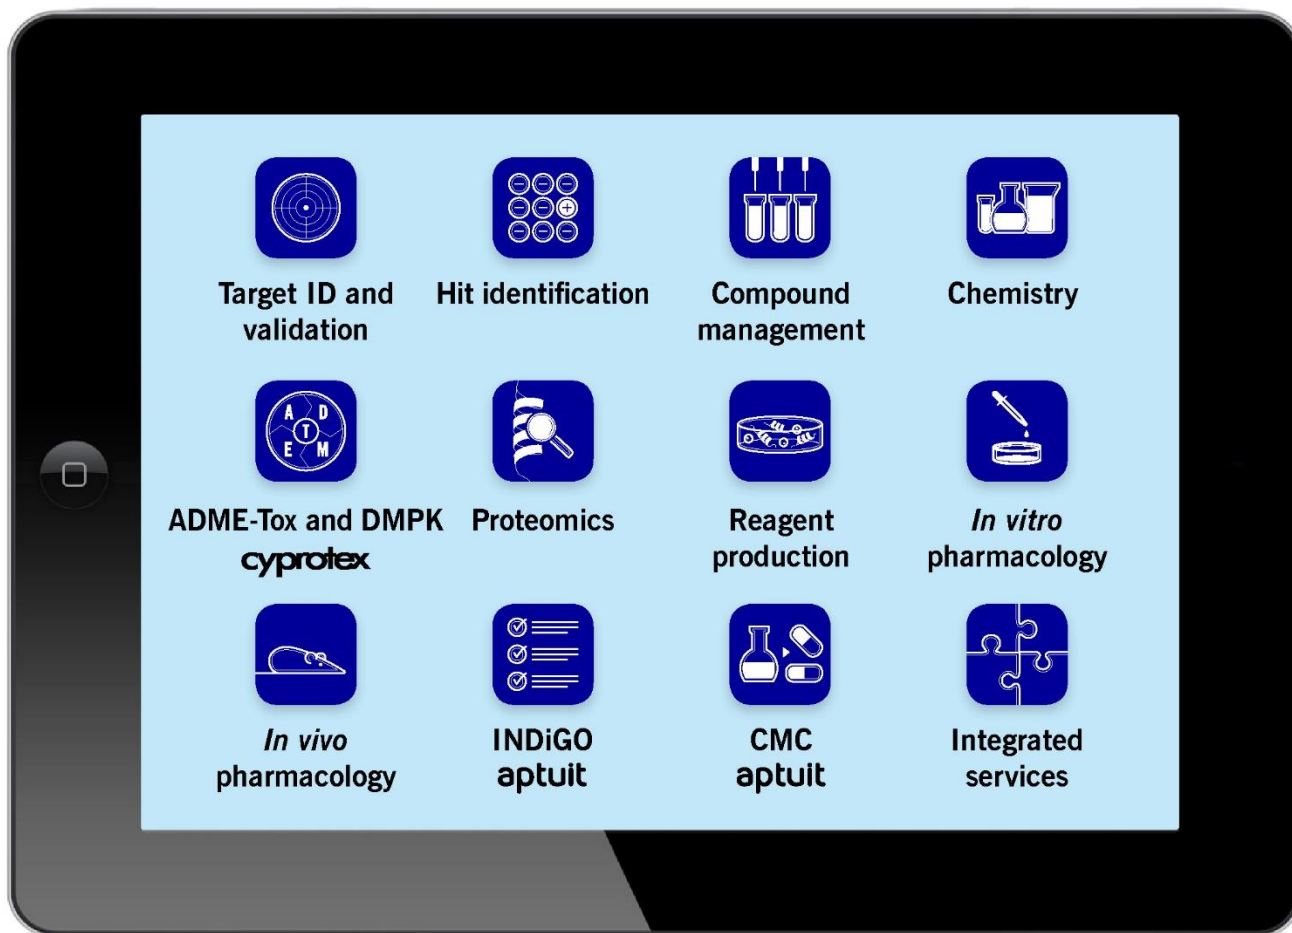 Target ID and
validation
Hit identification
Compound
management
Chemistry
A D
T
E M
ADME-Tox and DMPK
cyprotex
Proteomics
Reagent
production
In vitro
pharmacology
In vivo
pharmacology
INDiGO
aptuit
CMC
aptuit
Integrated
services